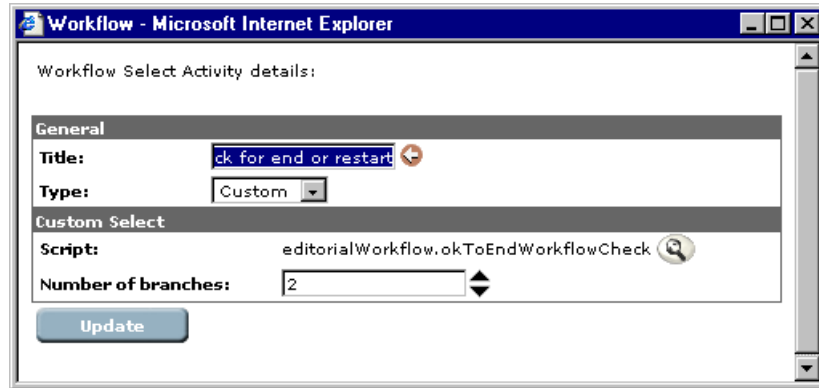 Workflow - Microsoft Internet Explorer
Workflow Select Activity details:
General
Title: ck for end or restart
Type: Custom
Custom Select
Script: editorialWorkflow.okToEndWorkflowCheck
Number of branches: 2
Update